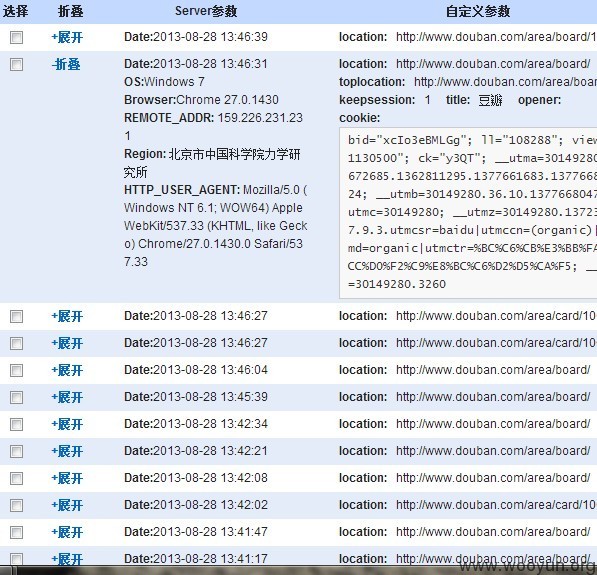 选择 折叠 Server参数 自定义参数
+展开 Date:2013-08-28 13:46:39 location: http://www.douban.com/area/board/1
-折叠 Date:2013-08-28 13:46:31 location: http://www.douban.com/area/board/
OS:Windows 7 toplocation: http://www.douban.com/area/boar
Browser:Chrome 27.0.1430 keepsession: 1 title: 豆瓣 opener:
REMOTE_ADDR: 159.226.231.23 cookie:
1 bid="xcIo3eBMLGg"; ll="108288"; view
Region: 北京市中国科学院力学研 1130500"; ck="y3QT"; __utma=30149280
究所 672685.1362811295.1377661683.1377668
HTTP_USER_AGENT: Mozilla/5.0 ( 24; __utmb=30149280.36.10.1377668047
Windows NT 6.1; WOW64) Apple utmc=30149280; __utmz=30149280.13723
WebKit/537.33 (KHTML, like Geck 7.9.3.utmcsr=baidu|utmccn=(organic)|
o) Chrome/27.0.1430.0 Safari/53 md=organic|utmctr=%BC%C6%CB%E3%BB%FA
7.33 CC%D0%F2%C9%E8%BC%C6%D2%D5%CA%F5; __
=30149280.3260
+展开 Date:2013-08-28 13:46:27 location: http://www.douban.com/area/card/10
+展开 Date:2013-08-28 13:46:27 location: http://www.douban.com/area/card/10
+展开 Date:2013-08-28 13:46:04 location: http://www.douban.com/area/board/
+展开 Date:2013-08-28 13:45:39 location: http://www.douban.com/area/board/
+展开 Date:2013-08-28 13:42:34 location: http://www.douban.com/area/board/
+展开 Date:2013-08-28 13:42:21 location: http://www.douban.com/area/board/
+展开 Date:2013-08-28 13:42:08 location: http://www.douban.com/area/board/
+展开 Date:2013-08-28 13:42:02 location: http://www.douban.com/area/card/10
+展开 Date:2013-08-28 13:41:47 location: http://www.douban.com/area/board/
+展开 Date:2013-08-28 13:41:17 location: http://www.douban.com/area/board/
www.wooyun.org